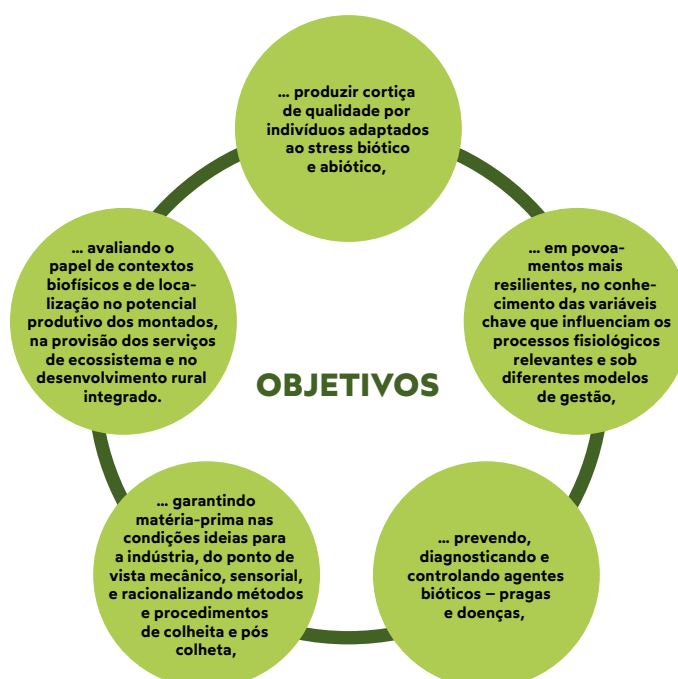 ... produzir cortiça
de qualidade por
indivíduos adaptados
ao stress biótico
e abiótico,
... em povoa-
mentos mais
resilientes, no conhe-
cimento das variáveis
chave que influenciam os
processos fisiológicos
relevantes e sob
diferentes modelos
de gestão,
... prevendo,
diagnosticando e
controlando agentes
bióticos – pragas
e doenças,
... garantindo
matéria-prima nas
condições ideias para
a indústria, do ponto de
vista mecânico, sensorial,
e racionalizando métodos
e procedimentos
de colheita e pós
colheta,
... avaliando o
papel de contextos
biofísicos e de loca-
lização no potencial
produtivo dos montados,
na provisão dos serviços
de ecossistema e no
desenvolvimento rural
integrado.
OBJETIVOS